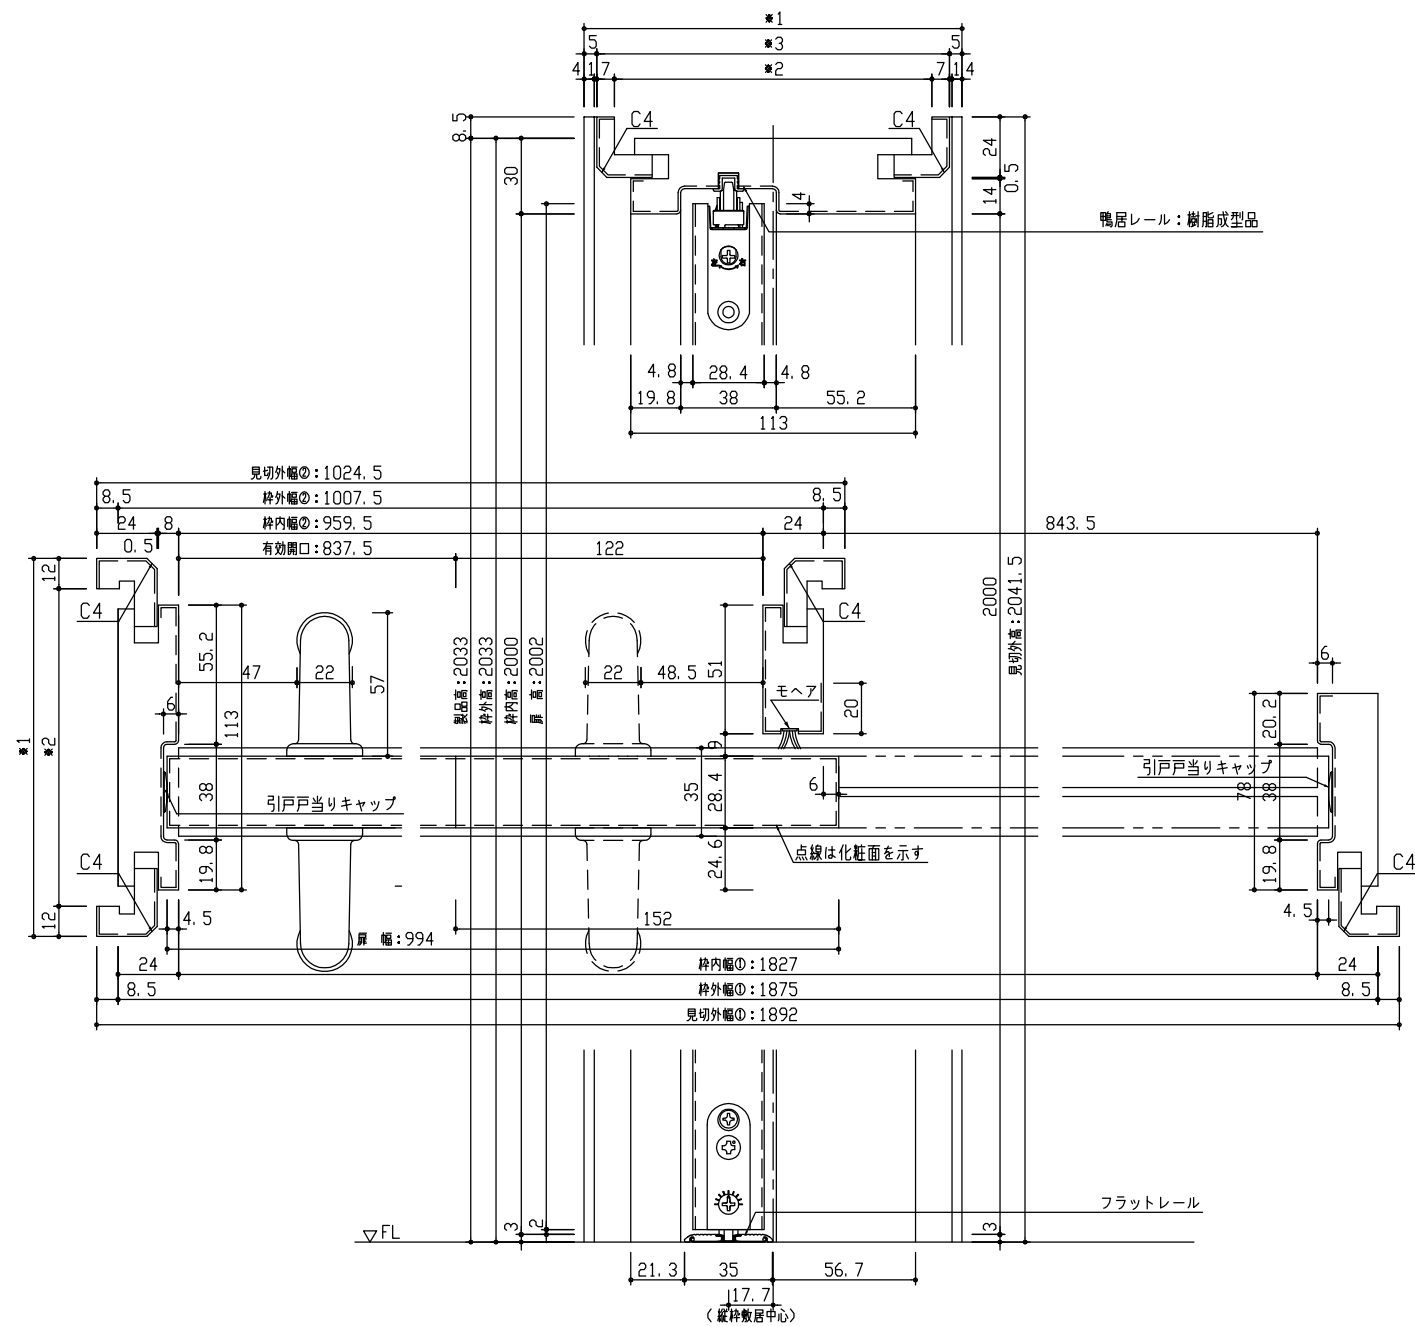 ※1
5 ※3 5
4 1 7 ※2 7 1 4
C4 C4
8.5
30
24
0.5
14
4
鴨居レール：樹脂成型品
4.8 28.4 4.8
19.8 38 55.2
113
見切外幅②：1024.5
8.5 枠外幅②：1007.5 8.5
24 8 枠内幅②：959.5 24 843.5
0.5 有効開口：837.5 122
12
C4 C4
※1
※2
55.2
113
47 22 57
22 48.5
51
モヘア
20
6
6
製品高：2033
枠外高：2033
枠内高：2000
扉 高：2002
2000
見切外高：2041.5
9
引戸戸当りキャップ
引戸戸当りキャップ
38
35
28.4
6
20.2
78
38
19.8
24.6
19.8
点線は化粧面を示す
C4 C4
12
4.5
152
4.5
扉 幅：994
24 枠内幅①：1827 24
8.5 枠外幅①：1875 8.5
見切外幅①：1892
フラットレール
▽FL
3
2
3
21.3 35 56.7
17.7
（縦枠敷居中心）